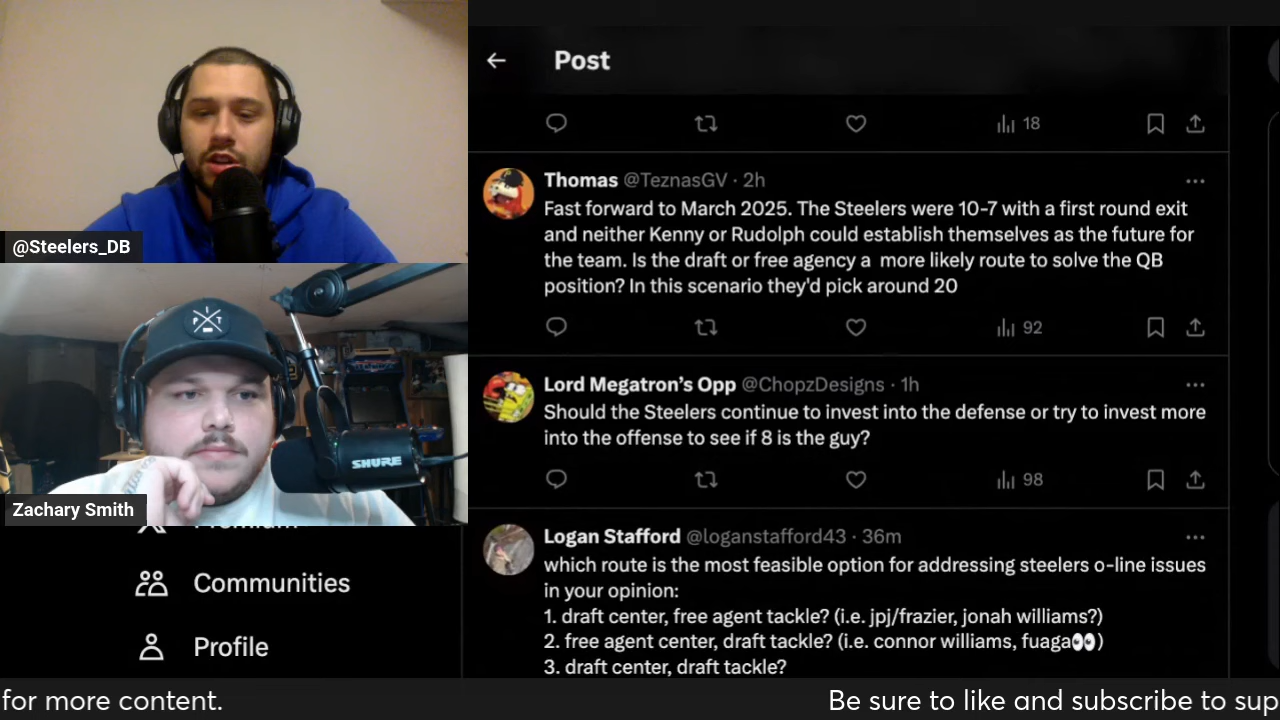 @Steelers_DB
PIT
SHURE
Zachary Smith
Communities
Profile
Post
18
Thomas @TeznasGV · 2h
Fast forward to March 2025. The Steelers were 10-7 with a first round exit
and neither Kenny or Rudolph could establish themselves as the future for
the team. Is the draft or free agency a  more likely route to solve the QB
position? In this scenario they'd pick around 20
92
Lord Megatron's Opp @ChopzDesigns · 1h
Should the Steelers continue to invest into the defense or try to invest more
into the offense to see if 8 is the guy?
98
Logan Stafford @loganstafford43 · 36m
which route is the most feasible option for addressing steelers o-line issues
in your opinion:
1. draft center, free agent tackle? (i.e. jpj/frazier, jonah williams?)
2. free agent center, draft tackle? (i.e. connor williams, fuaga👀)
3. draft center, draft tackle?
for more content. Be sure to like and subscribe to sup